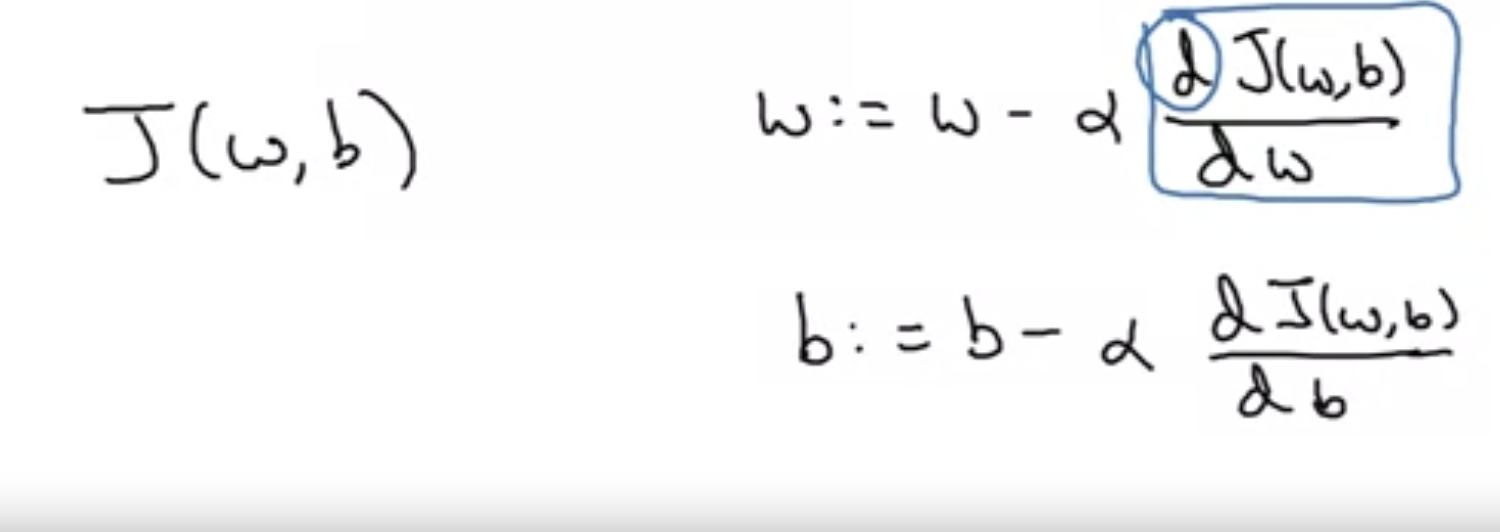 J(w,b)
w := w - α dJ(w,b)/dw
b := b - α dJ(w,b)/db